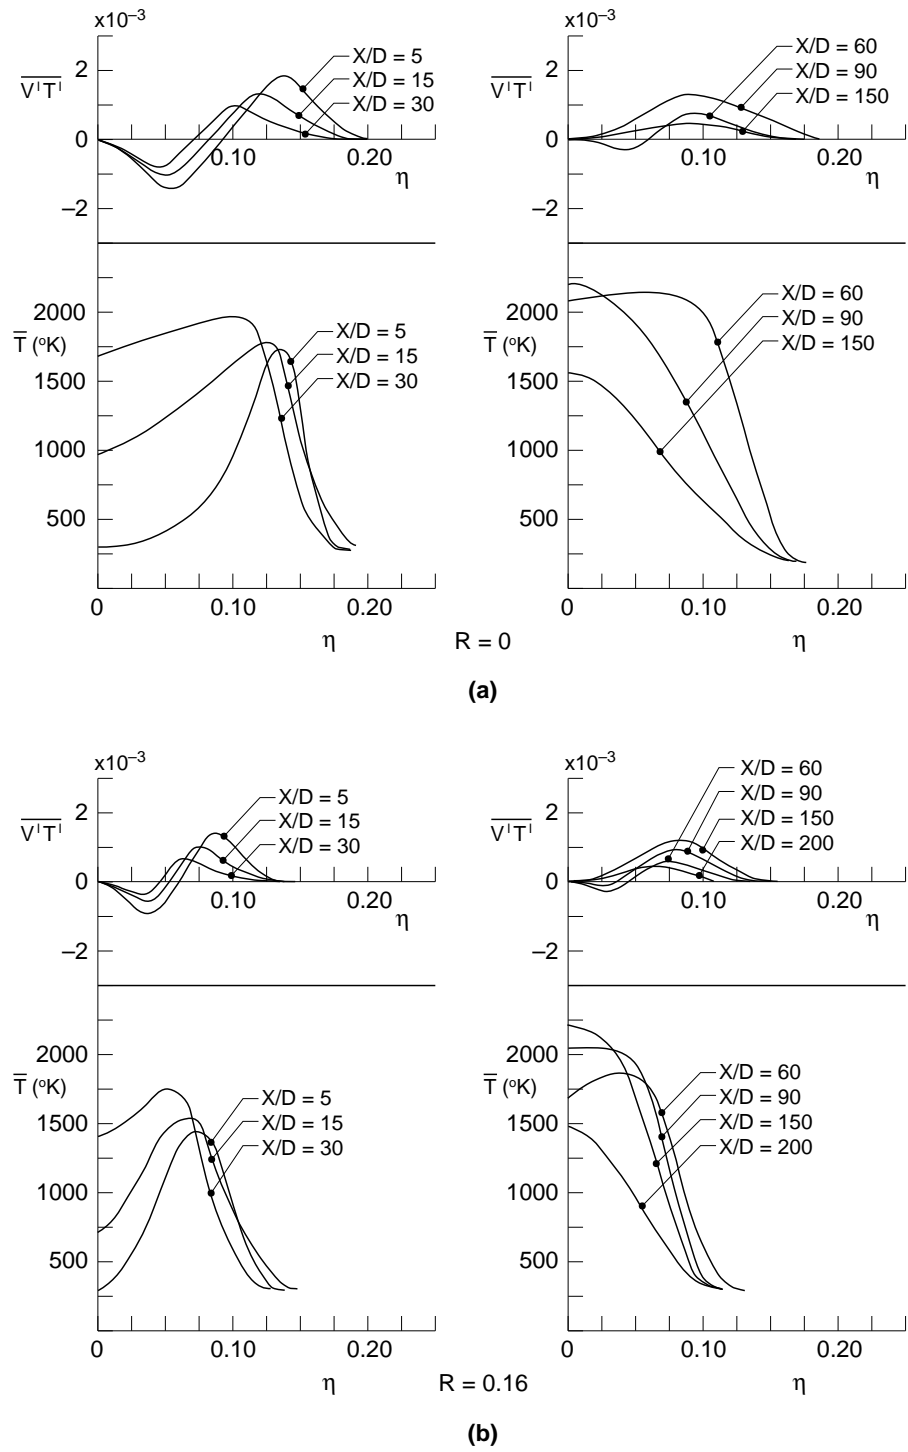 x10⁻³
2
V'T'
0
−2
0.10
0.20
η
X/D = 5
X/D = 15
X/D = 30
x10⁻³
2
V'T'
0
−2
0.10
0.20
η
X/D = 60
X/D = 90
X/D = 150
2000
T (°K)
1500
1000
500
0
0.10
0.20
η
X/D = 5
X/D = 15
X/D = 30
2000
T (°K)
1500
1000
500
0
0.10
0.20
η
X/D = 60
X/D = 90
X/D = 150
R = 0
(a)
x10⁻³
2
V'T'
0
−2
0.10
0.20
η
X/D = 5
X/D = 15
X/D = 30
x10⁻³
2
V'T'
0
−2
0.10
0.20
η
X/D = 60
X/D = 90
X/D = 150
X/D = 200
2000
T (°K)
1500
1000
500
0
0.10
0.20
η
X/D = 5
X/D = 15
X/D = 30
2000
T (°K)
1500
1000
500
0
0.10
0.20
η
X/D = 60
X/D = 90
X/D = 150
X/D = 200
R = 0.16
(b)